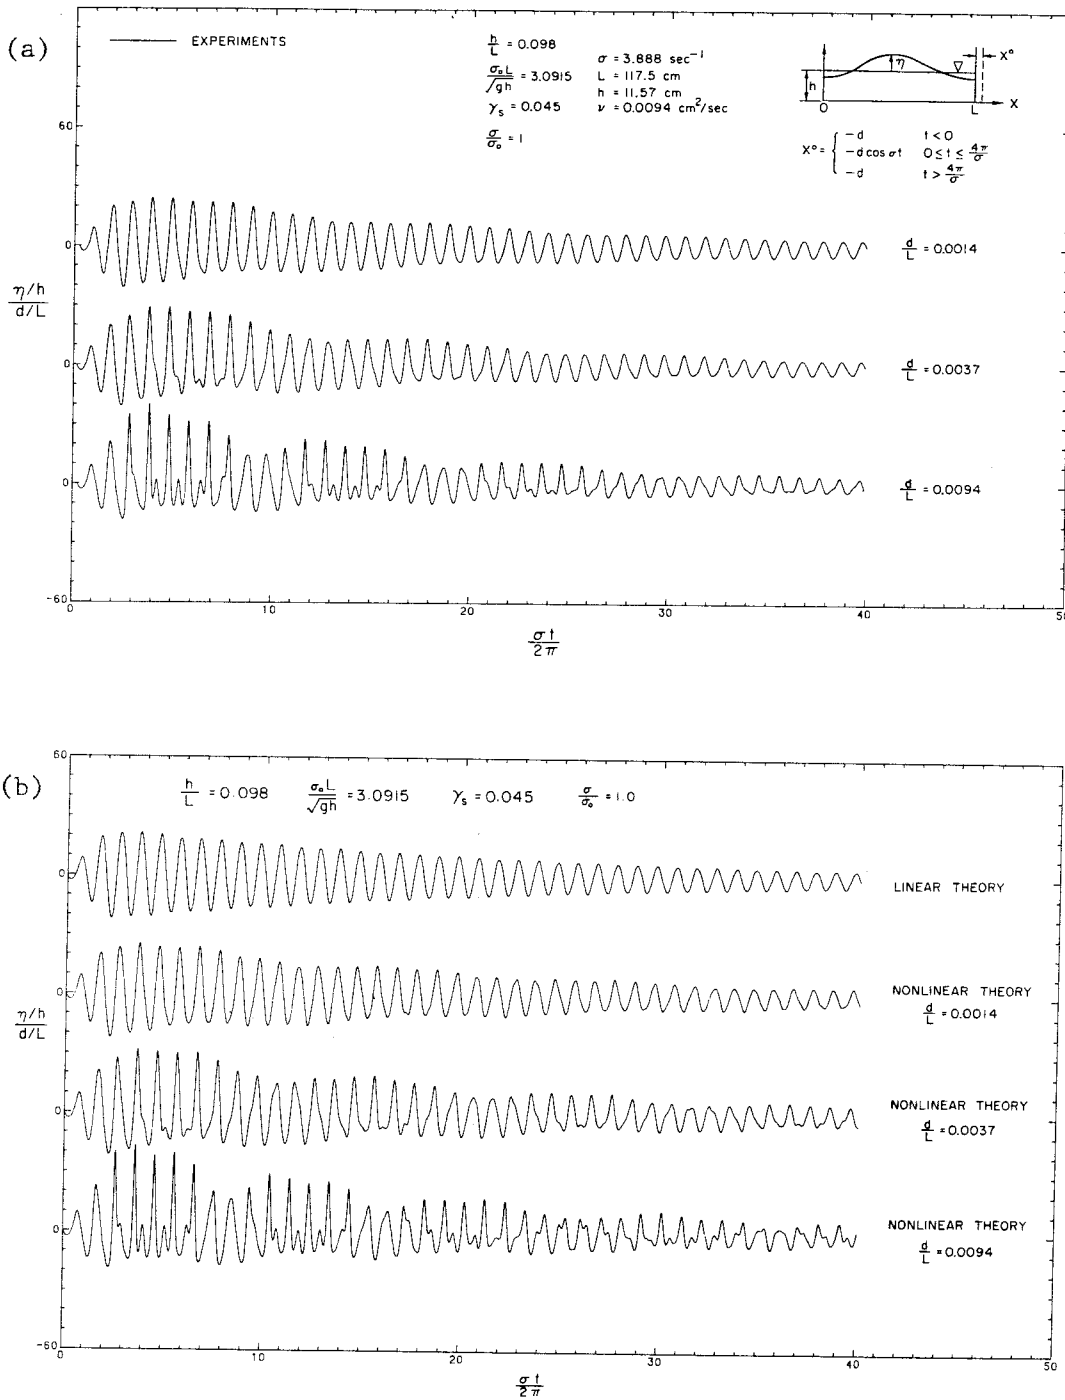 (a)
EXPERIMENTS
h/L = 0.098
σ₀L/√gh = 3.0915
γₛ = 0.045
σ/σ₀ = 1
σ = 3.888 sec⁻¹
L = 117.5 cm
h = 11.57 cm
ν = 0.0094 cm²/sec
h
η
X°
O
L
X
X° = { -d t < 0
-d cos σt 0 ≤ t ≤ 4π/σ
-d t > 4π/σ
60
0
0
0
-60
η/h
d/L
d/L = 0.0014
d/L = 0.0037
d/L = 0.0094
0 10 20 30 40 50
σt/2π
(b)
60
h/L = 0.098 σ₀L/√gh = 3.0915 γₛ = 0.045 σ/σ₀ = 1.0
0
LINEAR THEORY
0
NONLINEAR THEORY
d/L = 0.0014
η/h
d/L
0
NONLINEAR THEORY
d/L = 0.0037
0
NONLINEAR THEORY
d/L = 0.0094
-60
0 10 20 30 40 50
σt/2π